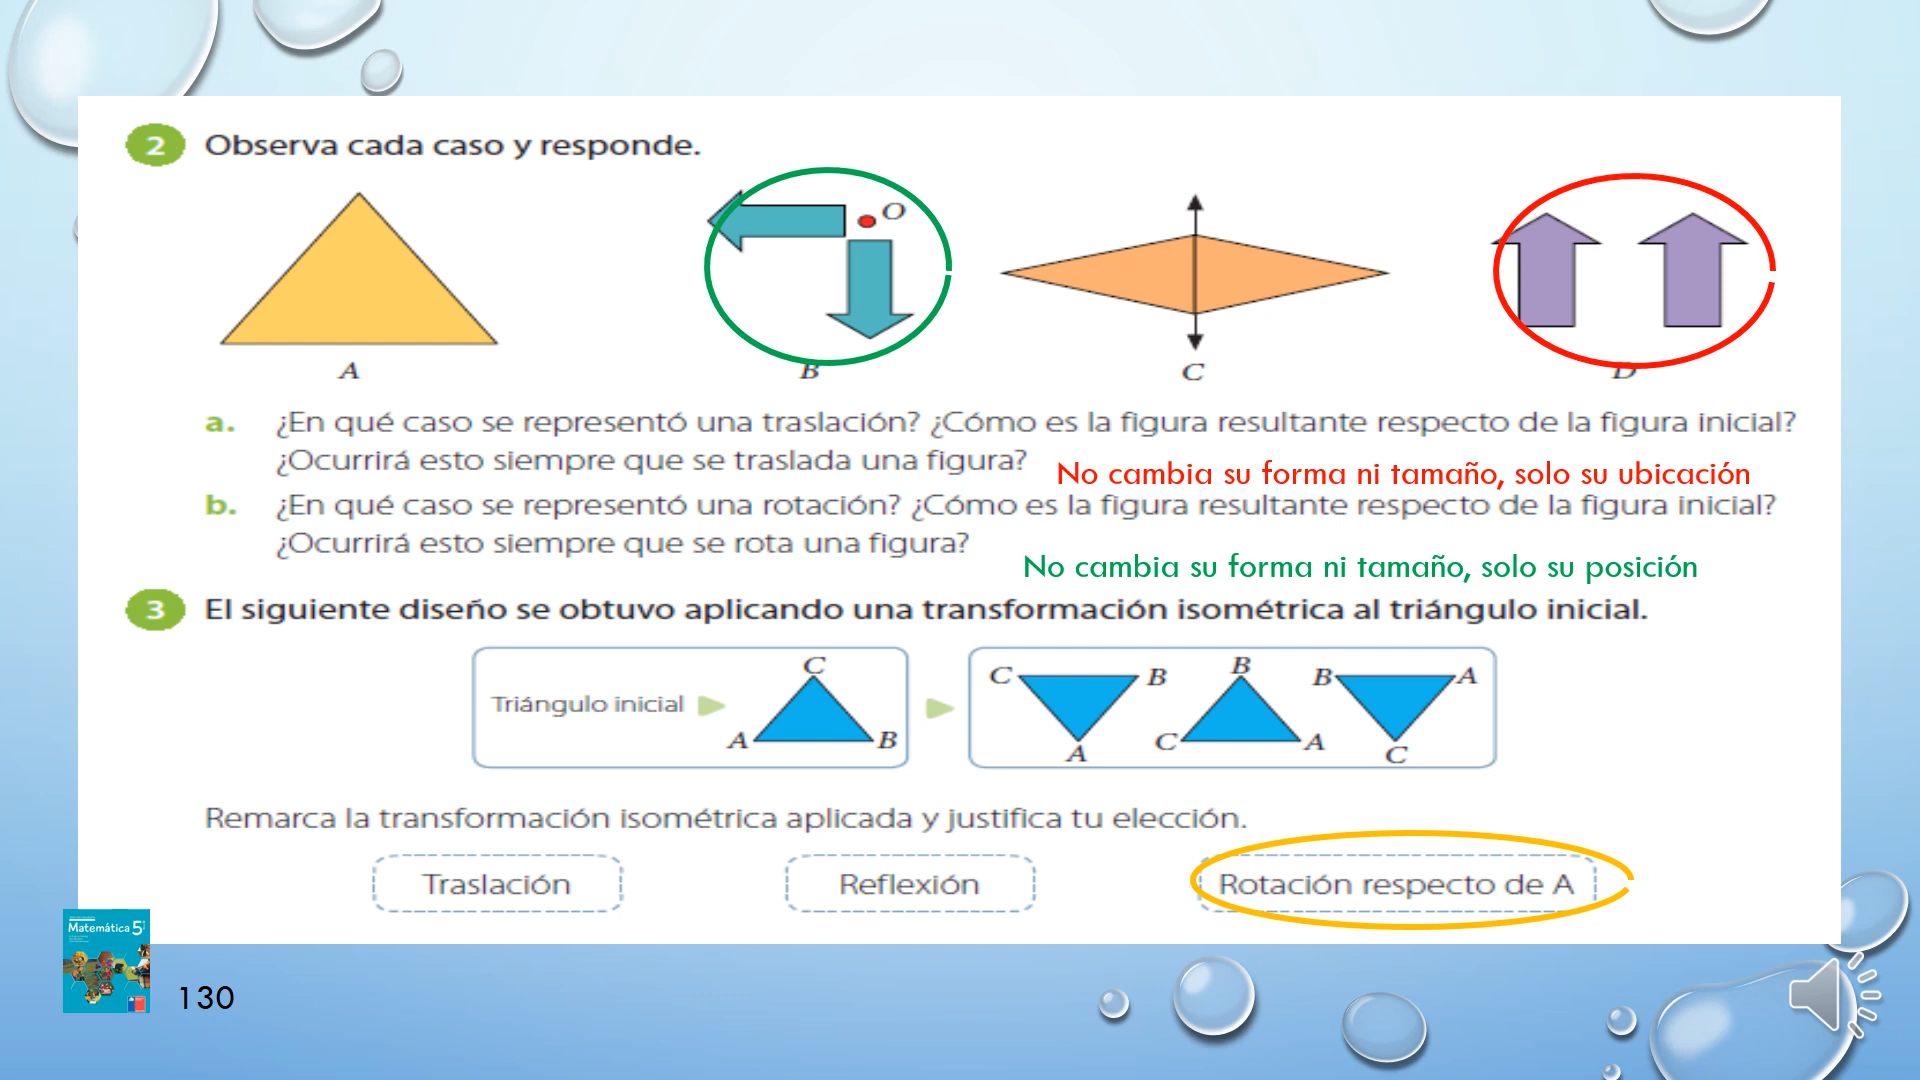 2 Observa cada caso y responde.
O
A B C D
a. ¿En qué caso se representó una traslación? ¿Cómo es la figura resultante respecto de la figura inicial?
¿Ocurrirá esto siempre que se traslada una figura?
No cambia su forma ni tamaño, solo su ubicación
b. ¿En qué caso se representó una rotación? ¿Cómo es la figura resultante respecto de la figura inicial?
¿Ocurrirá esto siempre que se rota una figura?
No cambia su forma ni tamaño, solo su posición
3 El siguiente diseño se obtuvo aplicando una transformación isométrica al triángulo inicial.
C C B B B A
Triángulo inicial
A B A C A C
Remarca la transformación isométrica aplicada y justifica tu elección.
Traslación Reflexión Rotación respecto de A
Matemática 5
130